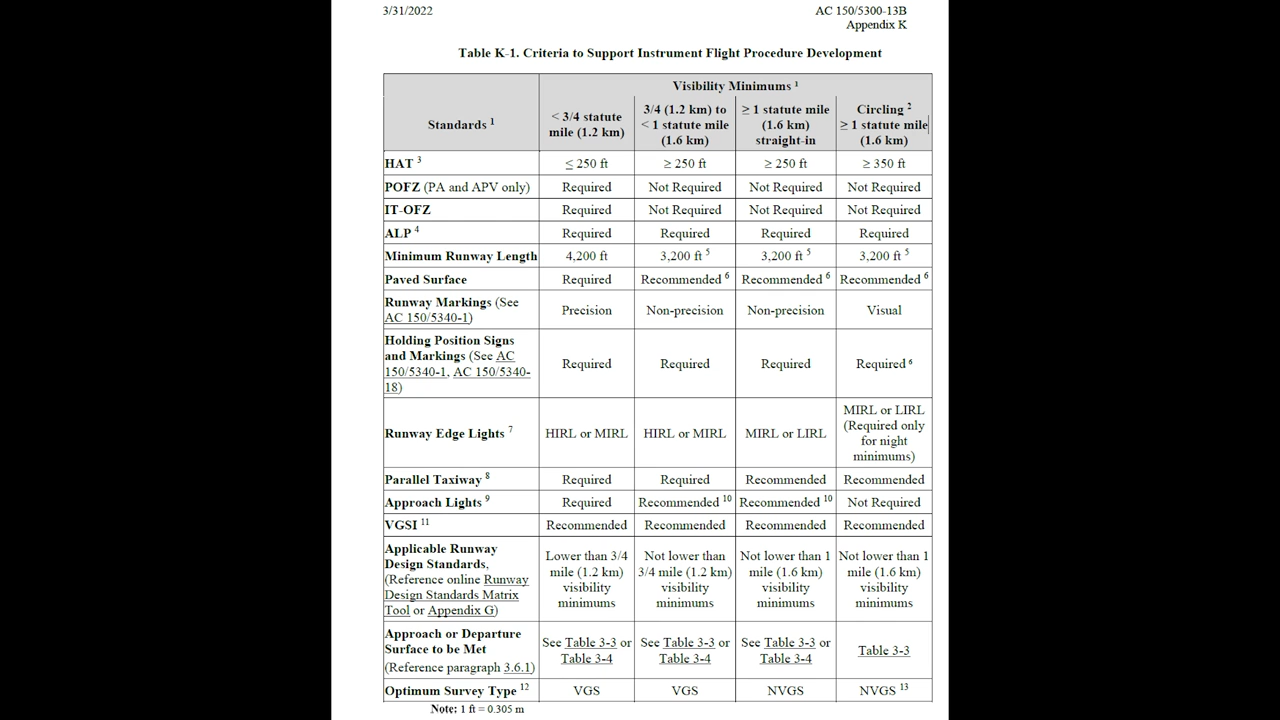 3/31/2022 AC 150/5300-13B
Appendix K
Table K-1. Criteria to Support Instrument Flight Procedure Development
Standards 1
Visibility Minimums 1
< 3/4 statute
mile (1.2 km)
3/4 (1.2 km) to
< 1 statute mile
(1.6 km)
≥ 1 statute mile
(1.6 km)
straight-in
Circling 2
≥ 1 statute mile
(1.6 km)
HAT 3 ≤ 250 ft ≥ 250 ft ≥ 250 ft ≥ 350 ft
POFZ (PA and APV only) Required Not Required Not Required Not Required
IT-OFZ Required Not Required Not Required Not Required
ALP 4 Required Required Required Required
Minimum Runway Length 4,200 ft 3,200 ft 5 3,200 ft 5 3,200 ft 5
Paved Surface Required Recommended 6 Recommended 6 Recommended 6
Runway Markings (See
AC 150/5340-1)
Precision Non-precision Non-precision Visual
Holding Position Signs
and Markings (See AC
150/5340-1, AC 150/5340-
18)
Required Required Required Required 6
Runway Edge Lights 7 HIRL or MIRL HIRL or MIRL MIRL or LIRL
MIRL or LIRL
(Required only
for night
minimums)
Parallel Taxiway 8 Required Required Recommended Recommended
Approach Lights 9 Required Recommended 10 Recommended 10 Not Required
VGSI 11 Recommended Recommended Recommended Recommended
Applicable Runway
Design Standards,
(Reference online Runway
Design Standards Matrix
Tool or Appendix G)
Lower than 3/4
mile (1.2 km)
visibility
minimums
Not lower than
3/4 mile (1.2 km)
visibility
minimums
Not lower than 1
mile (1.6 km)
visibility
minimums
Not lower than 1
mile (1.6 km)
visibility
minimums
Approach or Departure
Surface to be Met
(Reference paragraph 3.6.1)
See Table 3-3 or
Table 3-4
See Table 3-3 or
Table 3-4
See Table 3-3 or
Table 3-4
Table 3-3
Optimum Survey Type 12 VGS VGS NVGS NVGS 13
Note: 1 ft = 0.305 m